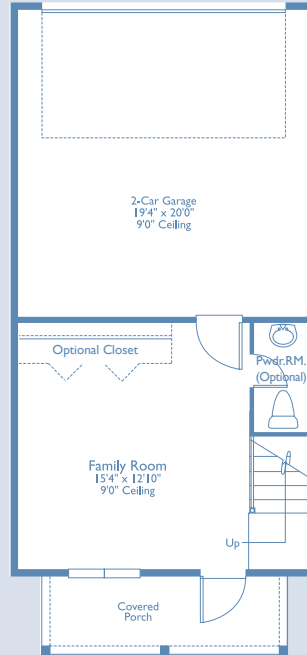 2-Car Garage
19'4" x 20'0"
9'0" Ceiling
Optional Closet
Pwdr.RM.
(Optional)
Family Room
15'4" x 12'10"
9'0" Ceiling
Up
Covered
Porch